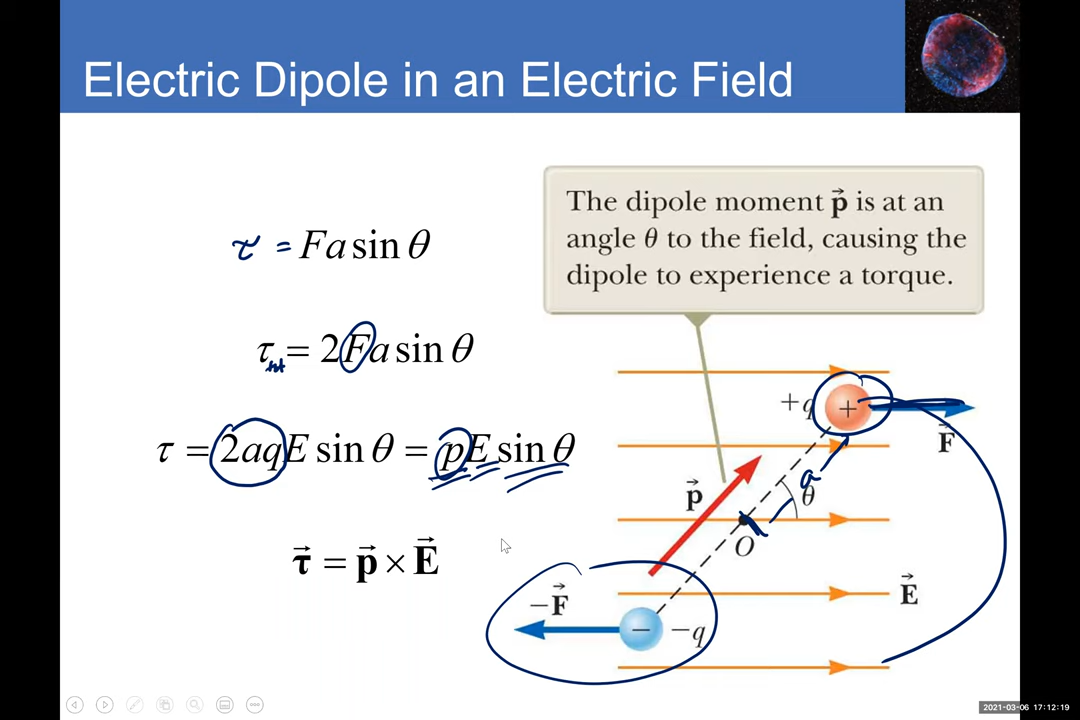 Electric Dipole in an Electric Field
The dipole moment p⃗ is at an
angle θ to the field, causing the
dipole to experience a torque.
τ = Fa sin θ
τnt = 2Fa sin θ
τ = 2aqE sin θ = pE sin θ
τ⃗ = p⃗ × E⃗
+q
+
F⃗
a
θ
p⃗
O
E⃗
−F⃗
−
−q
2021-03-06 17:12:19